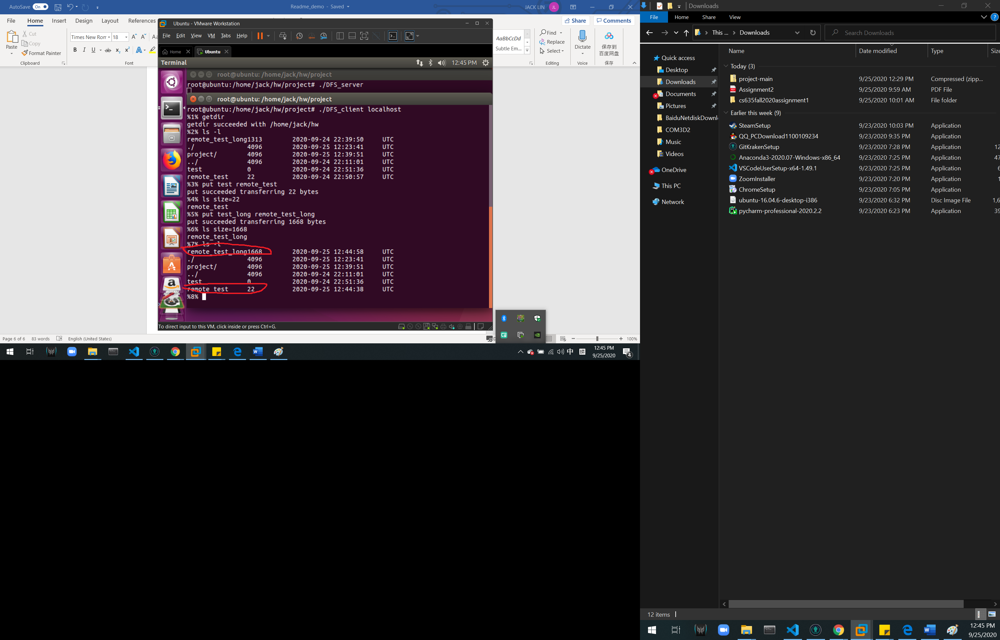 AutoSave On
Readme_demo - Saved
JACK LIN JL
File Home Insert Design Layout References
Share Comments
Paste
Cut
Copy
Format Painter
Clipboard
Times New Ron 18
Font
AaBbCcDd
Subtle Em...
Find
Replace
Select
Editing
Dictate
Voice
保存到
百度网盘
保存
Ubuntu - VMware Workstation
File Edit View VM Tabs Help
Home Ubuntu
Terminal 12:45 PM
root@ubuntu: /home/jack/hw/project
root@ubuntu:/home/jack/hw/project# ./DFS_server
root@ubuntu: /home/jack/hw/project
root@ubuntu:/home/jack/hw/project# ./DFS_client localhost
%1% getdir
getdir succeeded with /home/jack/hw
%2% ls -l
remote_test_long1313 2020-09-24 22:39:50 UTC
./ 4096 2020-09-25 12:23:41 UTC
project/ 4096 2020-09-25 12:39:51 UTC
../ 4096 2020-09-24 22:11:01 UTC
test 0 2020-09-24 22:51:36 UTC
remote_test 22 2020-09-24 22:50:57 UTC
%3% put test remote_test
put succeeded transferring 22 bytes
%4% ls size=22
remote_test
%5% put test_long remote_test_long
put succeeded transferring 1668 bytes
%6% ls size=1668
remote_test_long
%7% ls -l
remote_test_long1668 2020-09-25 12:44:58 UTC
./ 4096 2020-09-25 12:23:41 UTC
project/ 4096 2020-09-25 12:39:51 UTC
../ 4096 2020-09-24 22:11:01 UTC
test 0 2020-09-24 22:51:36 UTC
remote_test 22 2020-09-25 12:44:38 UTC
%8%
To direct input to this VM, click inside or press Ctrl+G.
Page 6 of 6 83 words English (United States)
100%
中 拼 12:45 PM
9/25/2020 4
Downloads
File Home Share View
This ... Downloads Search Downloads
Quick access
Desktop
Downloads
Documents
Pictures
BaiduNetdiskDownl
COM3D2
Music
Videos
OneDrive
This PC
Network
Name Date modified Type Size
Today (3)
project-main 9/25/2020 12:29 PM Compressed (zipp...
Assignment2 9/25/2020 9:59 AM PDF File
cs635fall2020assignment1 9/25/2020 10:01 AM File folder
Earlier this week (9)
SteamSetup 9/23/2020 10:03 PM Application
QQ_PCDownload1100109234 9/23/2020 9:35 PM Application
GitKrakenSetup 9/23/2020 7:28 PM Application 12
Anaconda3-2020.07-Windows-x86_64 9/23/2020 7:25 PM Application 47
VSCodeUserSetup-x64-1.49.1 9/23/2020 7:25 PM Application 6
ZoomInstaller 9/23/2020 7:20 PM Application 1
ChromeSetup 9/23/2020 7:05 PM Application
ubuntu-16.04.6-desktop-i386 9/23/2020 6:32 PM Disc Image File 1,6
pycharm-professional-2020.2.2 9/23/2020 6:23 PM Application 39
12 items
12:45 PM
9/25/2020